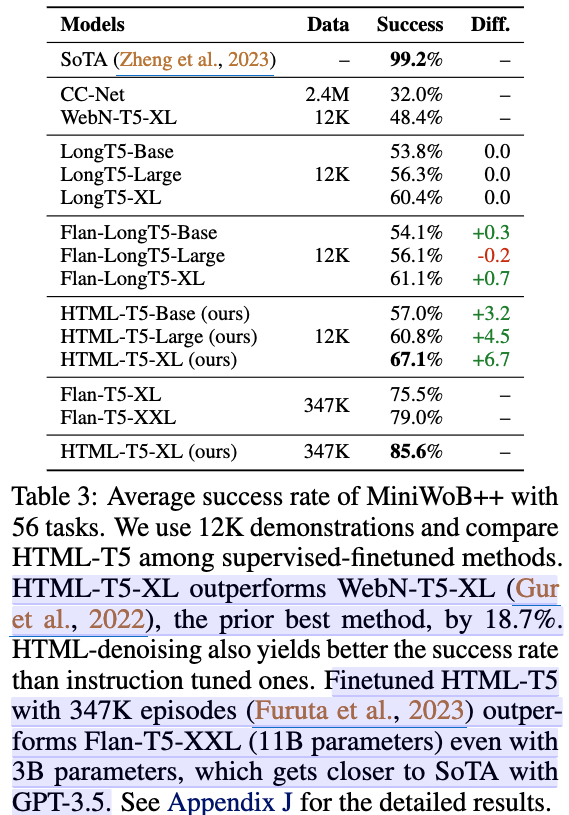 Models Data Success Diff.
SoTA (Zheng et al., 2023) – 99.2% –
CC-Net 2.4M 32.0% –
WebN-T5-XL 12K 48.4% –
LongT5-Base 53.8% 0.0
LongT5-Large 12K 56.3% 0.0
LongT5-XL 60.4% 0.0
Flan-LongT5-Base 54.1% +0.3
Flan-LongT5-Large 12K 56.1% -0.2
Flan-LongT5-XL 61.1% +0.7
HTML-T5-Base (ours) 57.0% +3.2
HTML-T5-Large (ours) 12K 60.8% +4.5
HTML-T5-XL (ours) 67.1% +6.7
Flan-T5-XL 347K 75.5% –
Flan-T5-XXL 79.0% –
HTML-T5-XL (ours) 347K 85.6% –
Table 3: Average success rate of MiniWoB++ with
56 tasks. We use 12K demonstrations and compare
HTML-T5 among supervised-finetuned methods.
HTML-T5-XL outperforms WebN-T5-XL (Gur
et al., 2022), the prior best method, by 18.7%.
HTML-denoising also yields better the success rate
than instruction tuned ones. Finetuned HTML-T5
with 347K episodes (Furuta et al., 2023) outper-
forms Flan-T5-XXL (11B parameters) even with
3B parameters, which gets closer to SoTA with
GPT-3.5. See Appendix J for the detailed results.